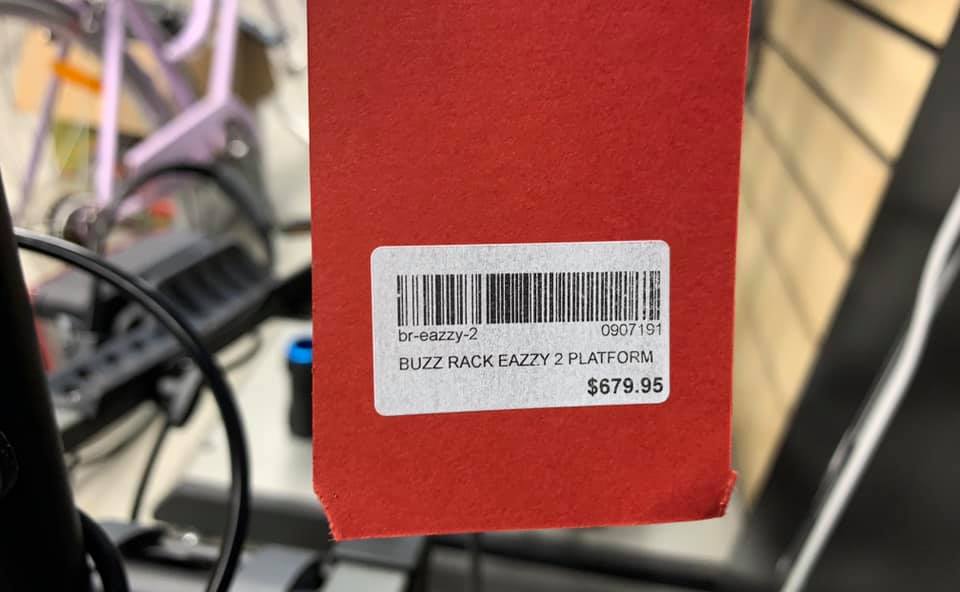 br-eazzy-2 0907191
BUZZ RACK EAZZY 2 PLATFORM
$679.95